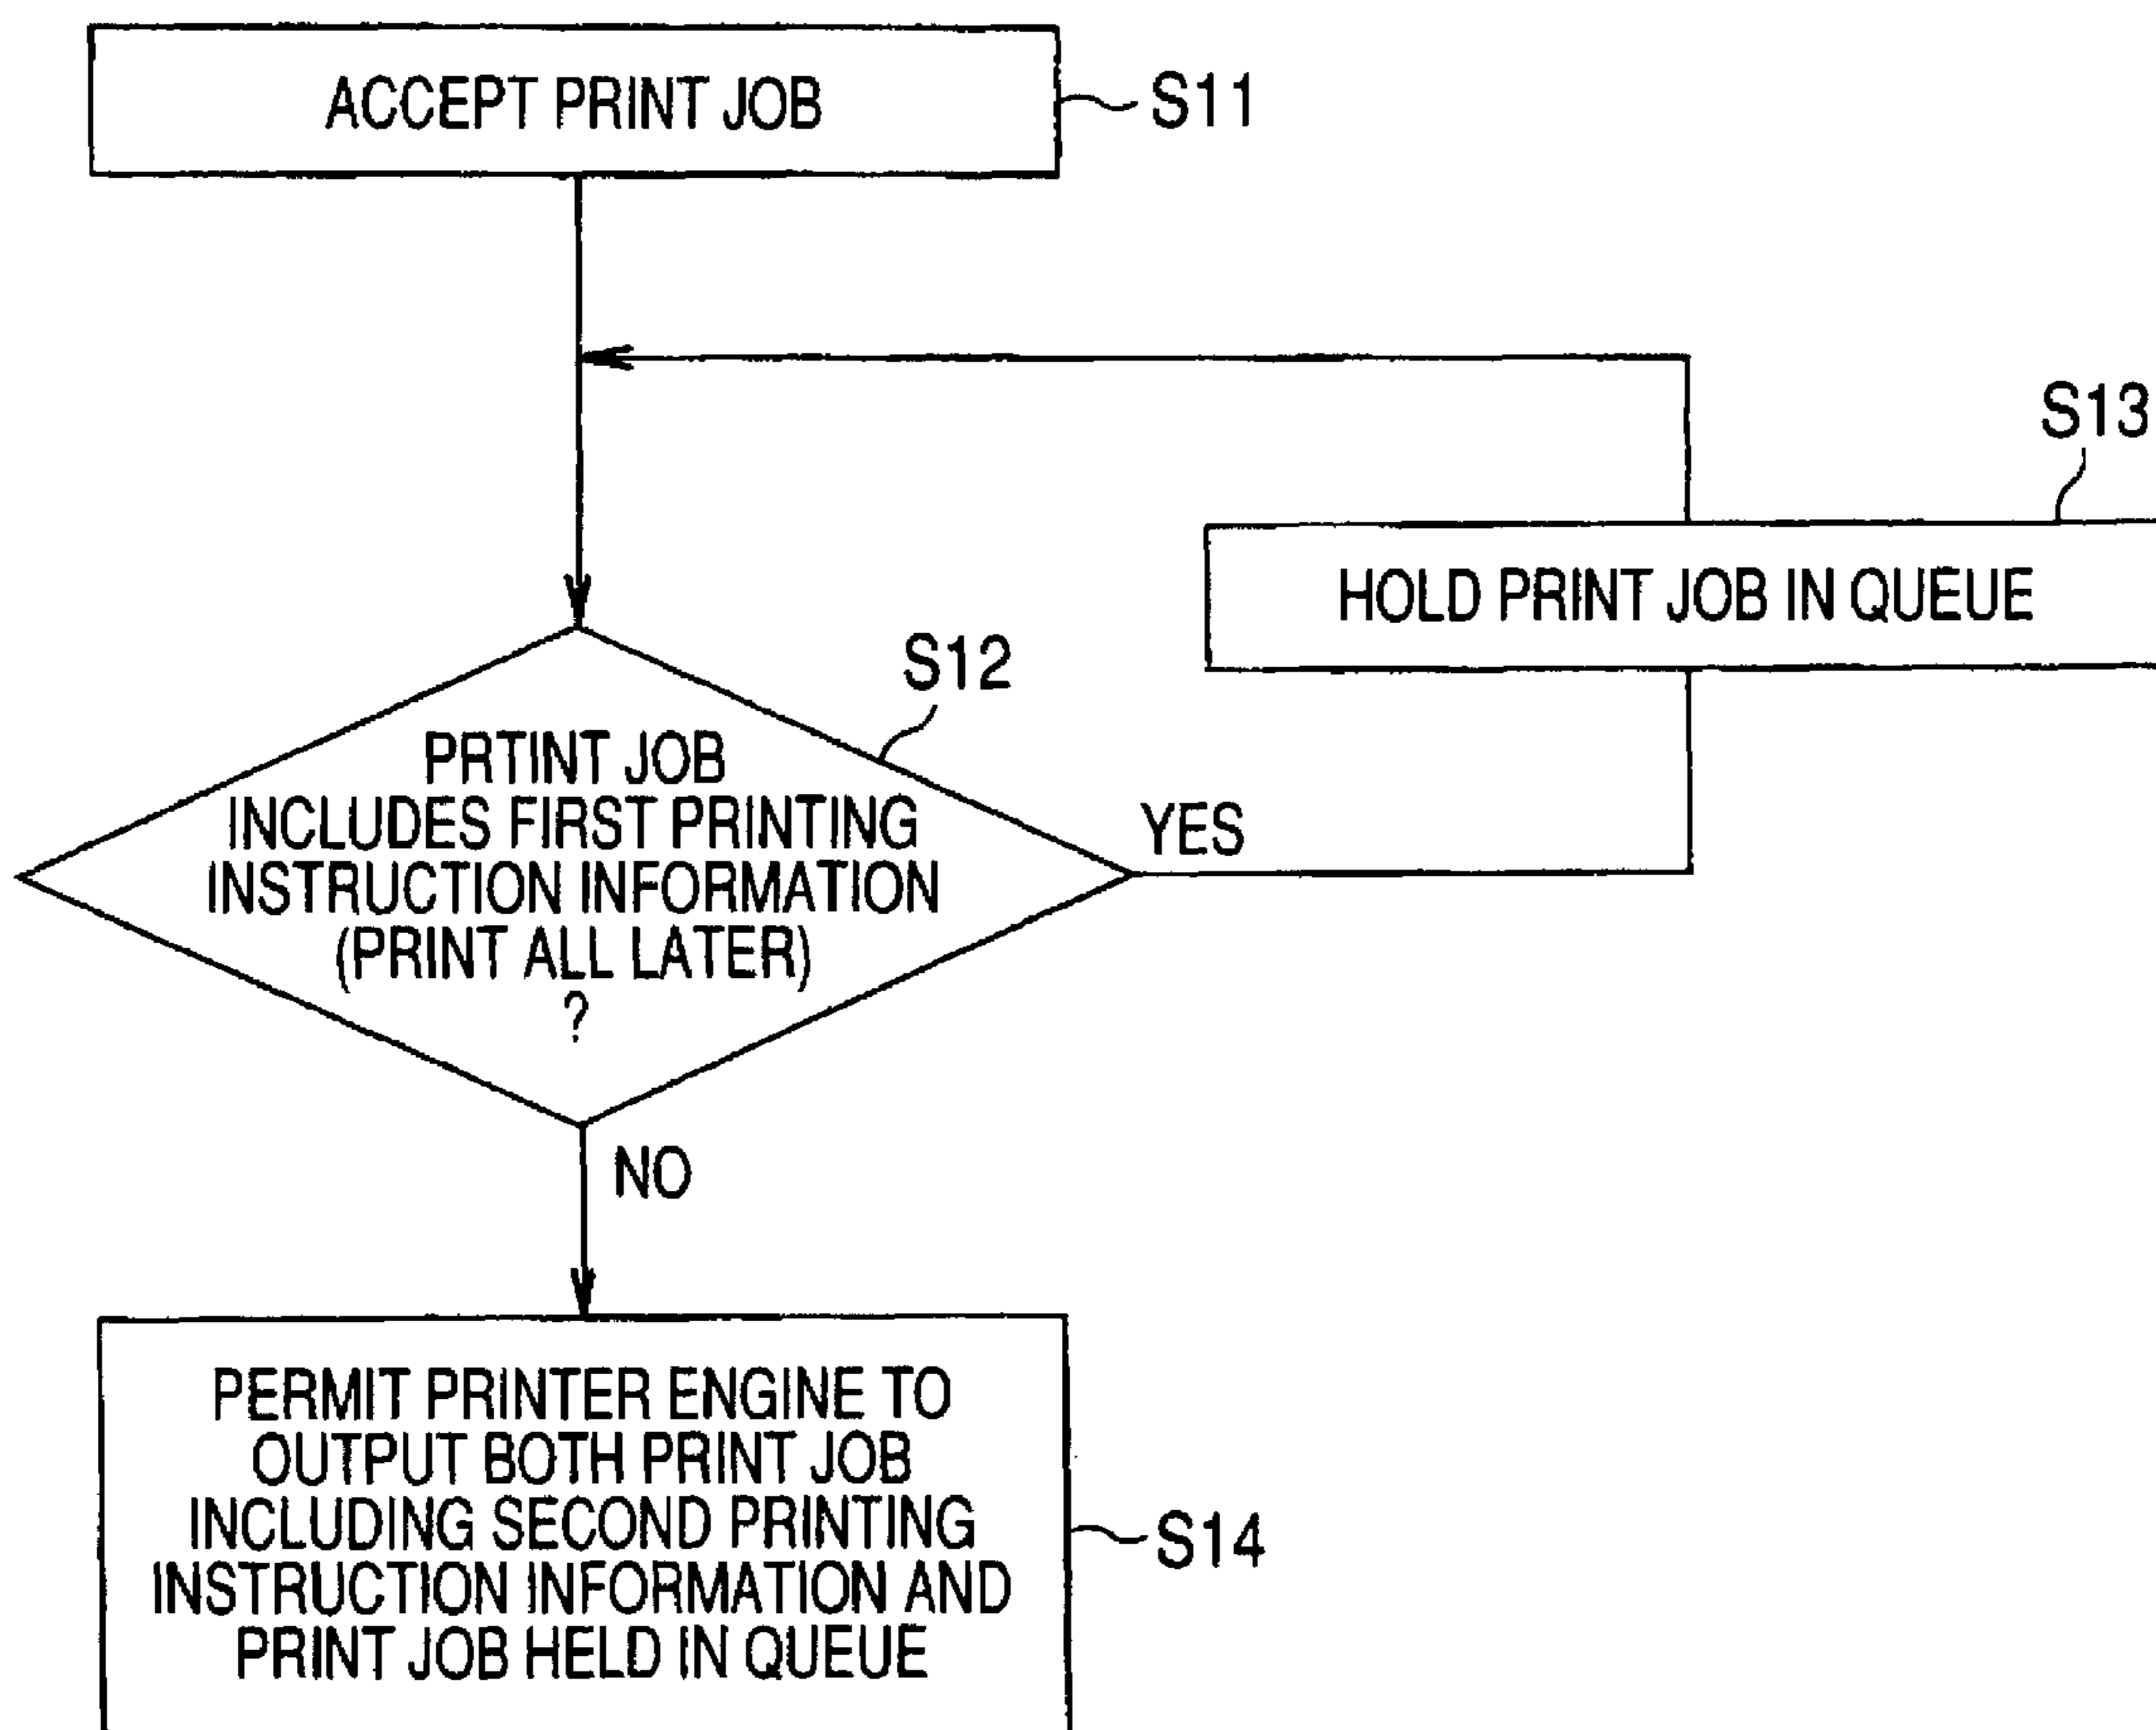 ACCEPT PRINT JOB
S11
S13
HOLD PRINT JOB IN QUEUE
S12
PRTINT JOB
INCLUDES FIRST PRINTING
INSTRUCTION INFORMATION
(PRINT ALL LATER)
?
YES
NO
PERMIT PRINTER ENGINE TO
OUTPUT BOTH PRINT JOB
INCLUDING SECOND PRINTING
INSTRUCTION INFORMATION AND
PRINT JOB HELD IN QUEUE
S14